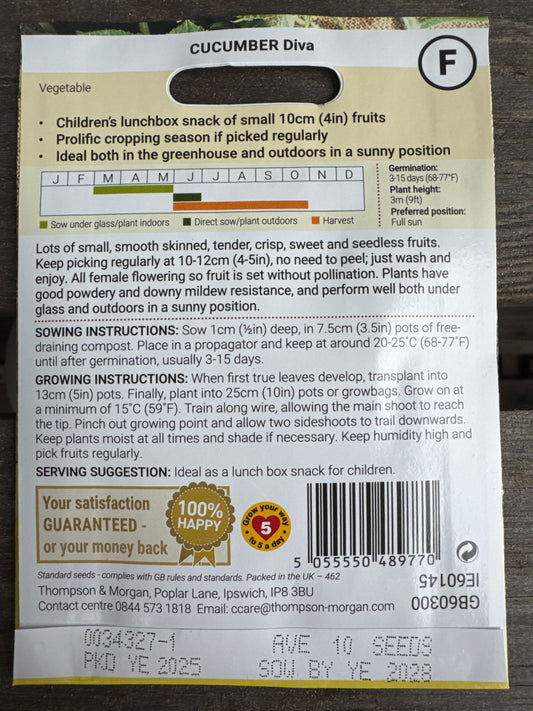 CUCUMBER Diva
F
Vegetable
• Children's lunchbox snack of small 10cm (4in) fruits
• Prolific cropping season if picked regularly
• Ideal both in the greenhouse and outdoors in a sunny position
J F M A M J J A S O N D
Sow under glass/plant indoors Direct sow/plant outdoors Harvest
Germination:
3-15 days (68-77°F)
Plant height:
3m (9ft)
Preferred position:
Full sun
Lots of small, smooth skinned, tender, crisp, sweet and seedless fruits.
Keep picking regularly at 10-12cm (4-5in), no need to peel; just wash and
enjoy. All female flowering so fruit is set without pollination. Plants have
good powdery and downy mildew resistance, and perform well both under
glass and outdoors in a sunny position.
SOWING INSTRUCTIONS: Sow 1cm (½in) deep, in 7.5cm (3.5in) pots of free-
draining compost. Place in a propagator and keep at around 20-25°C (68-77°F)
until after germination, usually 3-15 days.
GROWING INSTRUCTIONS: When first true leaves develop, transplant into
13cm (5in) pots. Finally, plant into 25cm (10in) pots or growbags. Grow on at
a minimum of 15°C (59°F). Train along wire, allowing the main shoot to reach
the tip. Pinch out growing point and allow two sideshoots to trail downwards.
Keep plants moist at all times and shade if necessary. Keep humidity high and
pick fruits regularly.
SERVING SUGGESTION: Ideal as a lunch box snack for children.
Your satisfaction
GUARANTEED -
or your money back
100%
HAPPY
Grow your way
5
to 5 a day
5 055550 489770
Standard seeds - complies with GB rules and standards. Packed in the UK – 462
Thompson & Morgan, Poplar Lane, Ipswich, IP8 3BU
Contact centre 0844 573 1818 Email: ccare@thompson-morgan.com
GB60300
IE60145
0034327-1 AVE 10 SEEDS
PKD YE 2025 SOW BY YE 2028